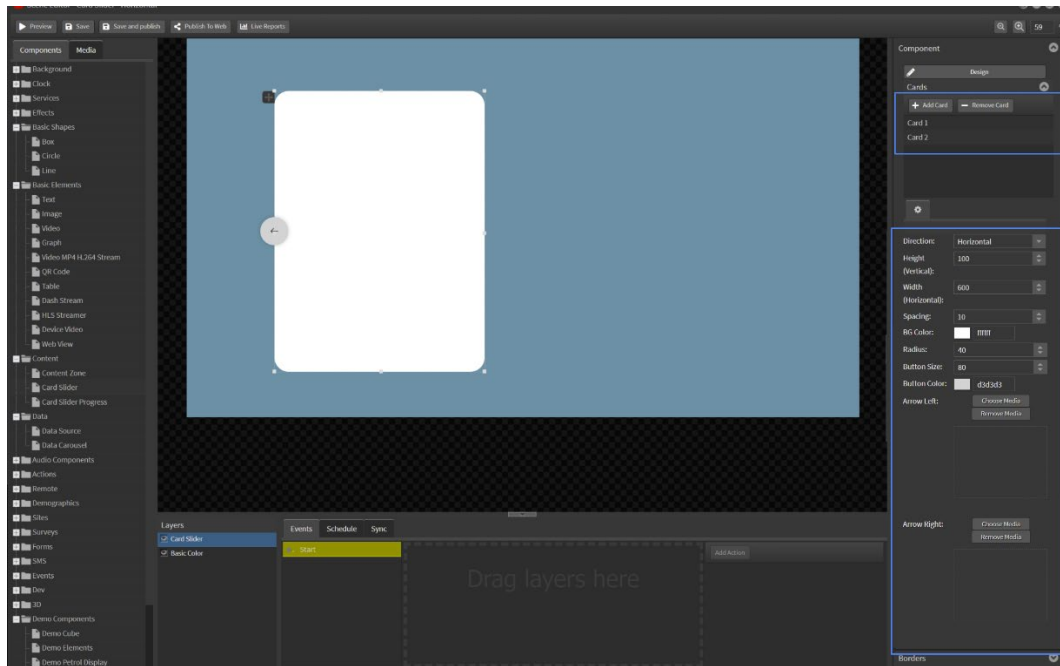 Scene Editor - Card Slider - Horizontal
Preview Save Save and publish Publish To Web Live Reports 59
Components Media
Background
Clock
Services
Effects
Basic Shapes
Box
Circle
Line
Basic Elements
Text
Image
Video
Graph
Video MP4 H.264 Stream
QR Code
Table
Dash Stream
HLS Streamer
Device Video
Web View
Content
Content Zone
Card Slider
Card Slider Progress
Data
Data Source
Data Carousel
Audio Components
Actions
Remote
Demographics
Sites
Surveys
Forms
SMS
Events
Dev
3D
Demo Components
Demo Cube
Demo Elements
Demo Petrol Display
Layers
Card Slider
Basic Color
Events Schedule Sync
Start
Drag layers here
Add Action
Component
Design
Cards
Add Card Remove Card
Card 1
Card 2
Direction: Horizontal
Height (Vertical): 100
Width (Horizontal): 600
Spacing: 10
BG Color: ffffff
Radius: 40
Button Size: 80
Button Color: d3d3d3
Arrow Left: Choose Media
Remove Media
Arrow Right: Choose Media
Remove Media
Borders